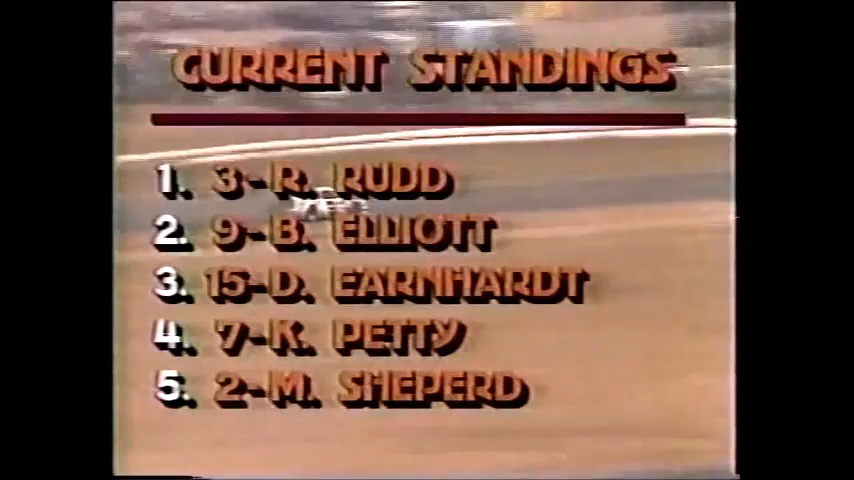 CURRENT STANDINGS
1. 3-R. RUDD
2. 9-B. ELLIOTT
3. 15-D. EARNHARDT
4. 7-K. PETTY
5. 2-M. SHEPERD